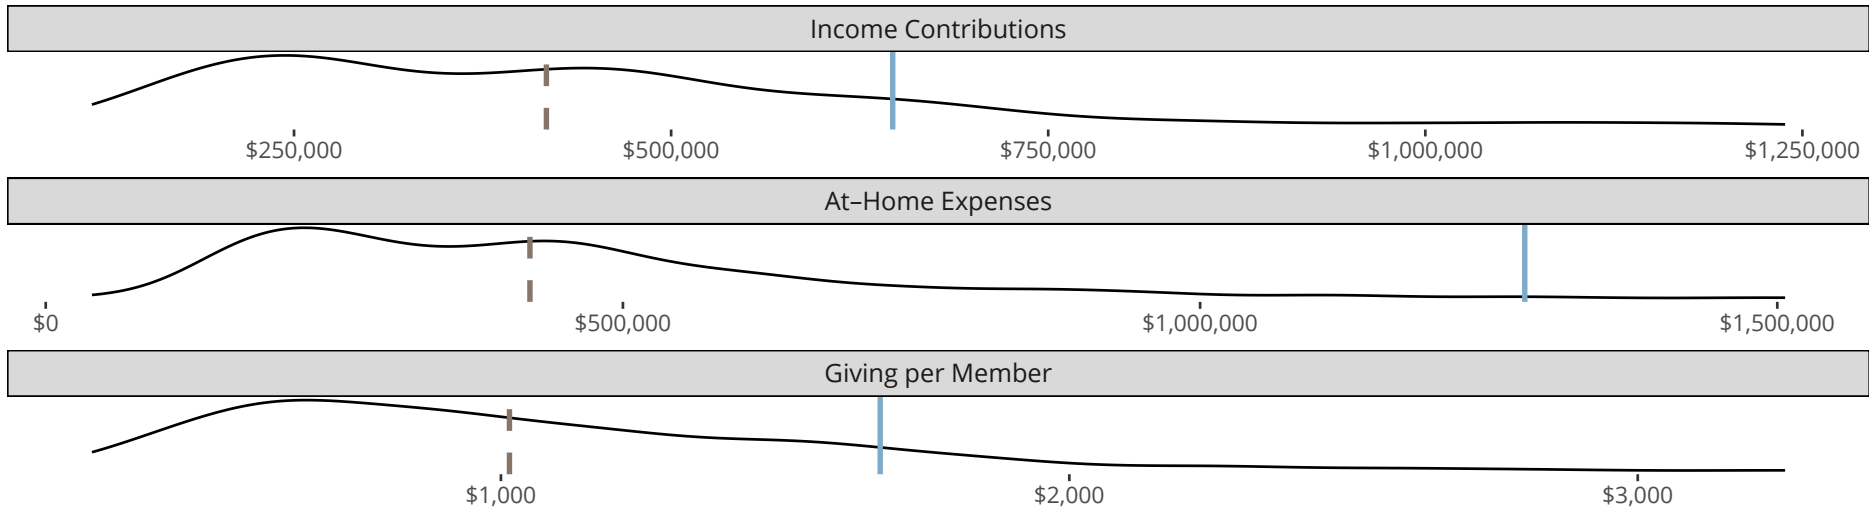 Income Contributions
$250,000 $500,000 $750,000 $1,000,000 $1,250,000
At–Home Expenses
$0 $500,000 $1,000,000 $1,500,000
Giving per Member
$1,000 $2,000 $3,000